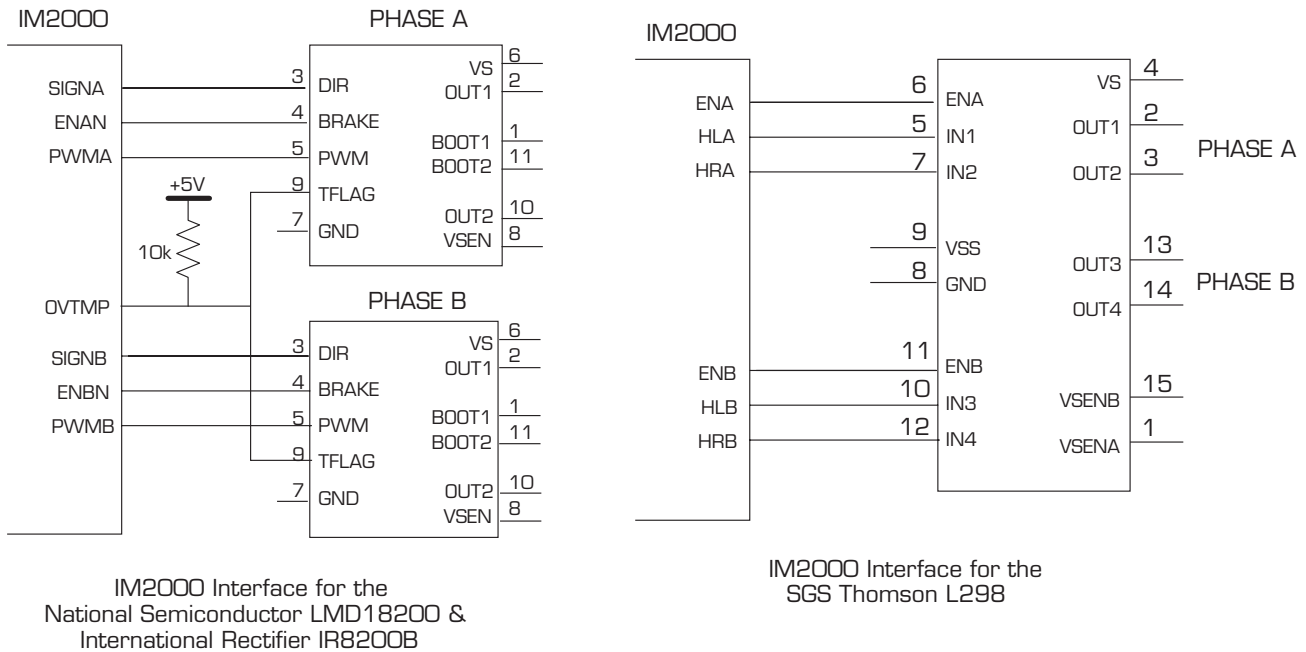 IM2000
PHASE A
SIGNA
ENAN
PWMA
+5V
10k
OVTMP
SIGNB
ENBN
PWMB
3 DIR
4 BRAKE
5 PWM
9 TFLAG
7 GND
VS 6
OUT1 2
BOOT1 1
BOOT2 11
OUT2 10
VSEN 8
PHASE B
3 DIR
4 BRAKE
5 PWM
9 TFLAG
7 GND
VS 6
OUT1 2
BOOT1 1
BOOT2 11
OUT2 10
VSEN 8
IM2000 Interface for the
National Semiconductor LMD18200 &
International Rectifier IR8200B
IM2000
ENA
HLA
HRA
ENB
HLB
HRB
6 ENA
5 IN1
7 IN2
9 VSS
8 GND
11 ENB
10 IN3
12 IN4
VS 4
OUT1 2
OUT2 3
PHASE A
OUT3 13
OUT4 14
PHASE B
VSENB 15
VSENA 1
IM2000 Interface for the
SGS Thomson L298